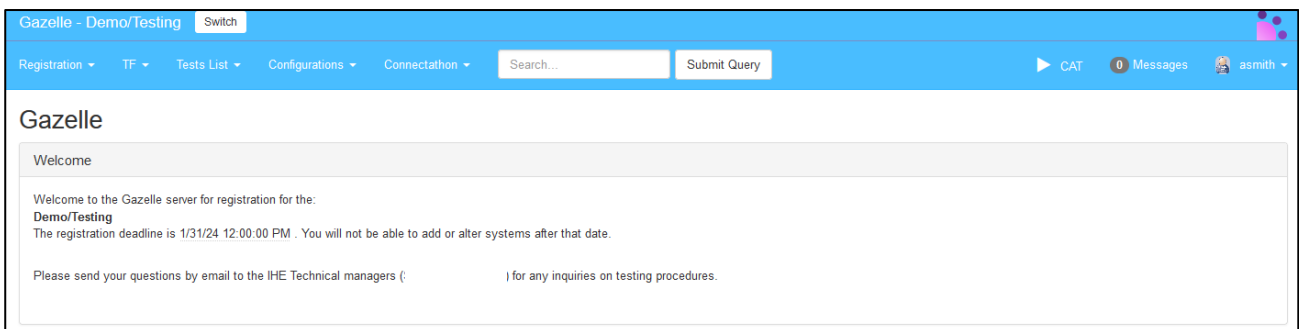 Gazelle - Demo/Testing Switch
Registration TF Tests List Configurations Connectathon Search... Submit Query CAT 0 Messages asmith
Gazelle
Welcome
Welcome to the Gazelle server for registration for the:
Demo/Testing
The registration deadline is 1/31/24 12:00:00 PM . You will not be able to add or alter systems after that date.
Please send your questions by email to the IHE Technical managers ( ) for any inquiries on testing procedures.